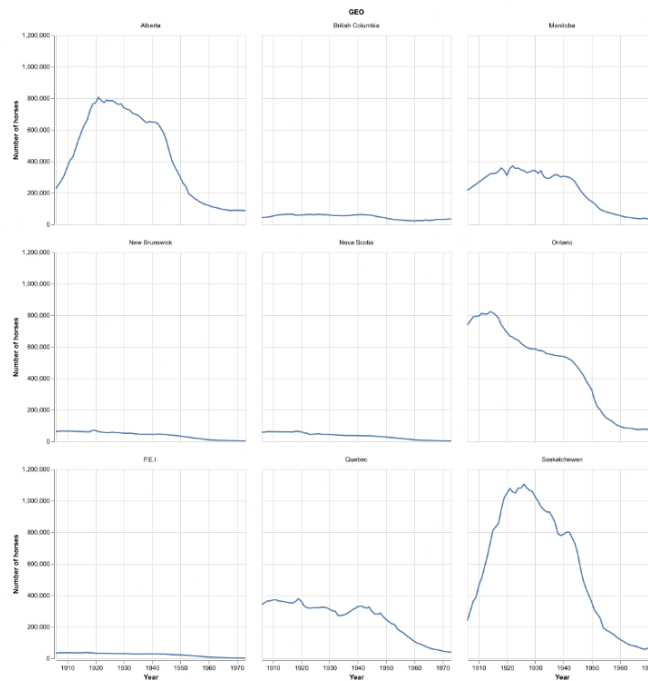 GEO
Alberta British Columbia Manitoba
1,200,000
1,000,000
800,000
600,000
400,000
200,000
0
Number of horses
New Brunswick Nova Scotia Ontario
1,200,000
1,000,000
800,000
600,000
400,000
200,000
0
Number of horses
P.E.I. Quebec Saskatchewan
1,200,000
1,000,000
800,000
600,000
400,000
200,000
0
Number of horses
1910 1920 1930 1940 1950 1960 1970 1910 1920 1930 1940 1950 1960 1970 1910 1920 1930 1940 1950 1960
Year Year Year